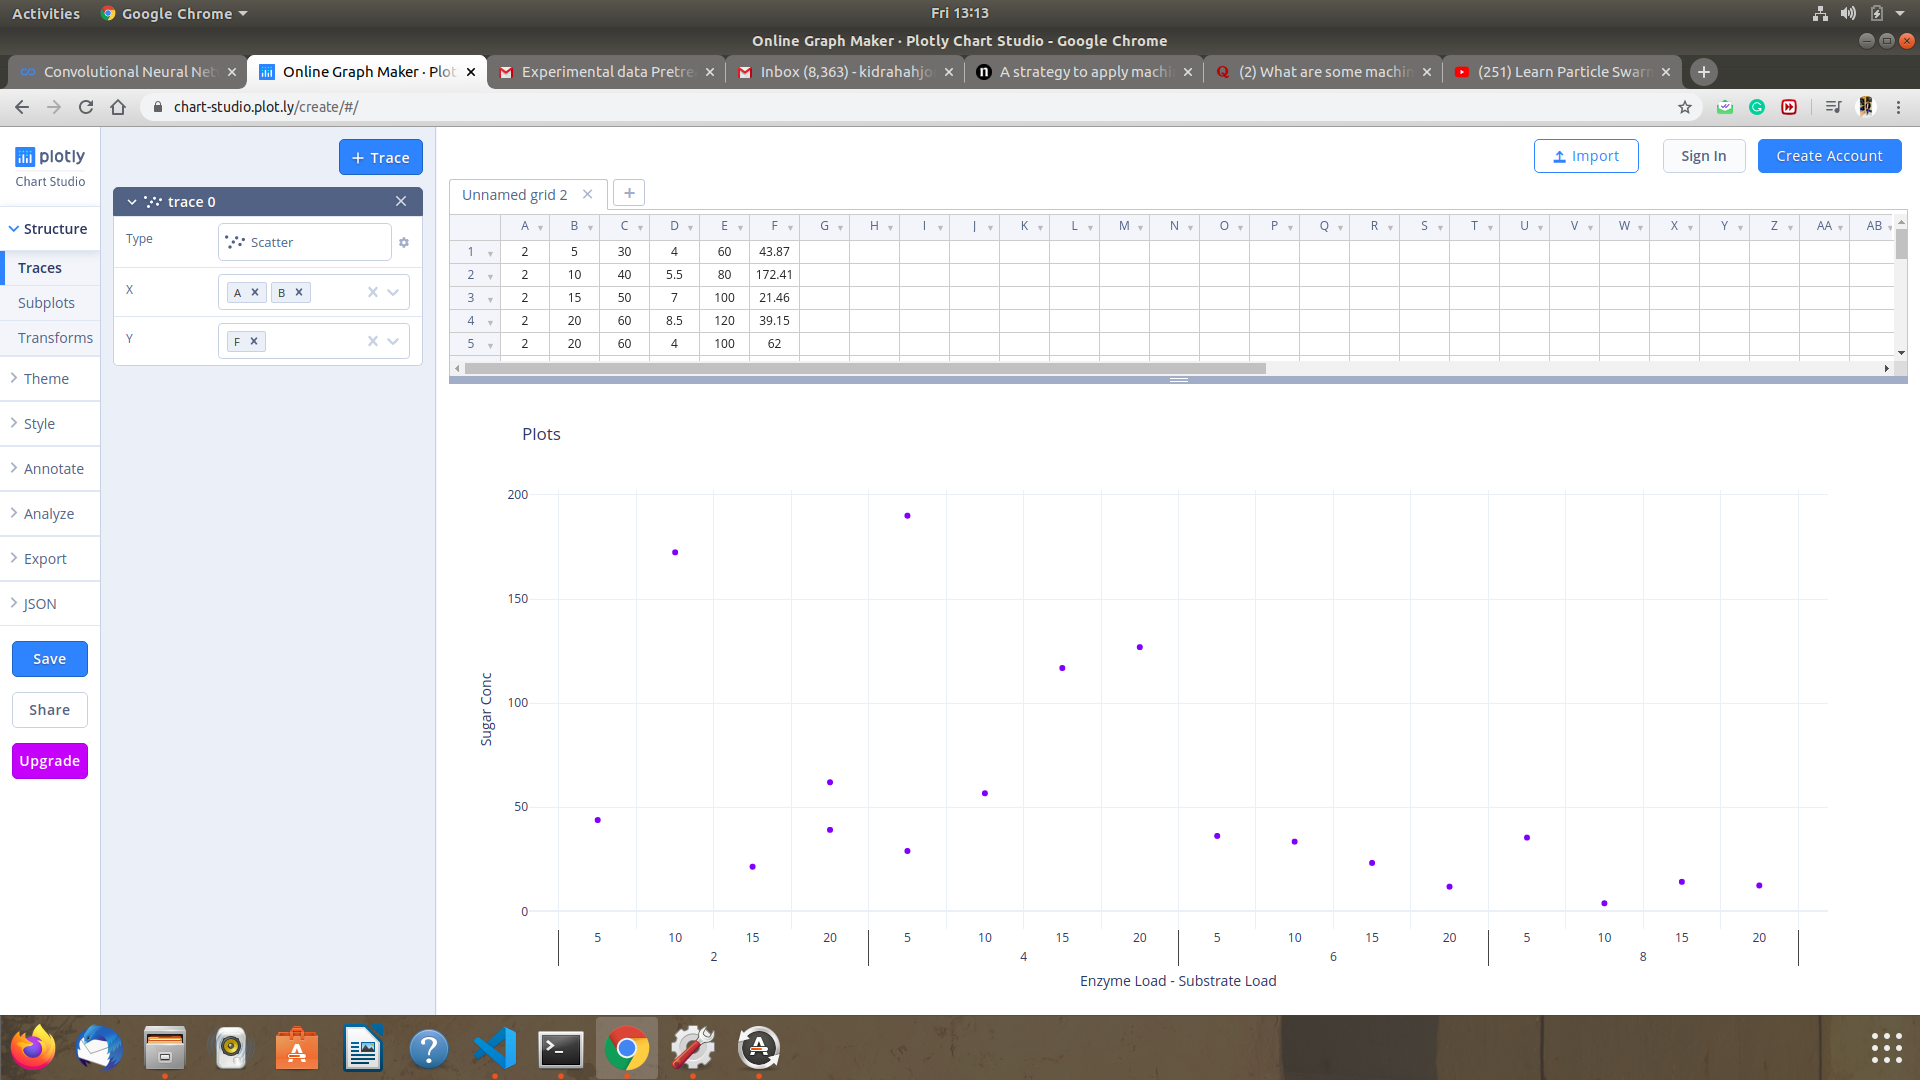 Activities Google Chrome Fri 13:13
Online Graph Maker · Plotly Chart Studio - Google Chrome
Convolutional Neural Net Online Graph Maker · Plot Experimental data Pretre Inbox (8,363) - kidrahahjo A strategy to apply machi (2) What are some machin (251) Learn Particle Swar
chart-studio.plot.ly/create/#/
plotly
Chart Studio
+ Trace
Import Sign In Create Account
Structure
Traces
Subplots
Transforms
Theme
Style
Annotate
Analyze
Export
JSON
Save
Share
Upgrade
trace 0
Type Scatter
X A B
Y F
Unnamed grid 2
A B C D E F G H I J K L M N O P Q R S T U V W X Y Z AA AB
1 2 5 30 4 60 43.87
2 2 10 40 5.5 80 172.41
3 2 15 50 7 100 21.46
4 2 20 60 8.5 120 39.15
5 2 20 60 4 100 62
Plots
200
150
100
50
0
Sugar Conc
5 10 15 20 5 10 15 20 5 10 15 20 5 10 15 20
2 4 6 8
Enzyme Load - Substrate Load